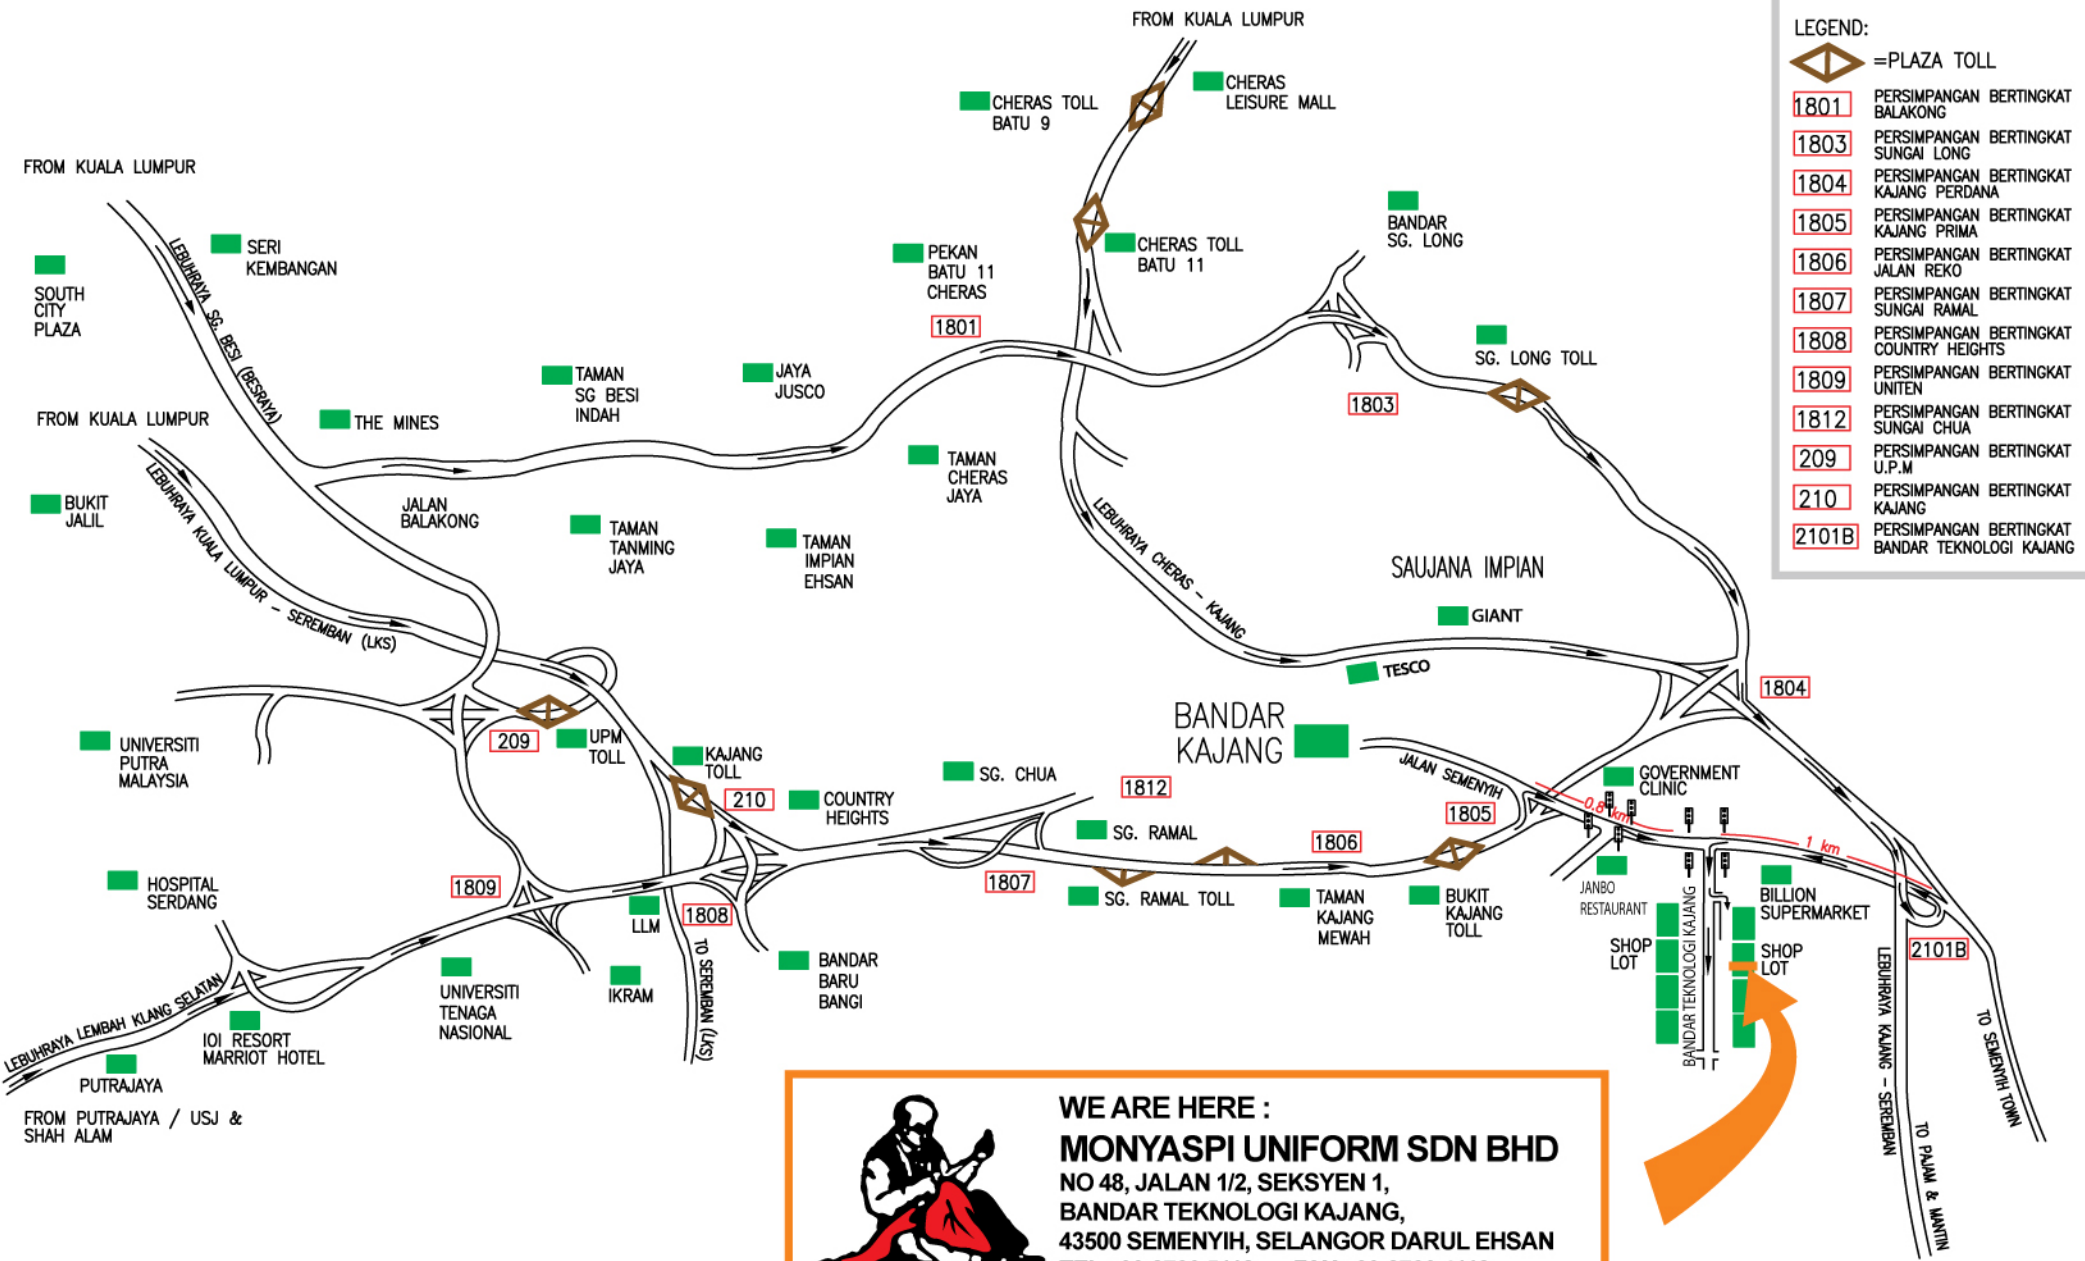 FROM KUALA LUMPUR
CHERAS TOLL
BATU 9
CHERAS
LEISURE MALL
LEGEND:
=PLAZA TOLL
1801 PERSIMPANGAN BERTINGKAT
BALAKONG
1803 PERSIMPANGAN BERTINGKAT
SUNGAI LONG
1804 PERSIMPANGAN BERTINGKAT
KAJANG PERDANA
1805 PERSIMPANGAN BERTINGKAT
KAJANG PRIMA
1806 PERSIMPANGAN BERTINGKAT
JALAN REKO
1807 PERSIMPANGAN BERTINGKAT
SUNGAI RAMAL
1808 PERSIMPANGAN BERTINGKAT
COUNTRY HEIGHTS
1809 PERSIMPANGAN BERTINGKAT
UNITEN
1812 PERSIMPANGAN BERTINGKAT
SUNGAI CHUA
209 PERSIMPANGAN BERTINGKAT
U.P.M
210 PERSIMPANGAN BERTINGKAT
KAJANG
2101B PERSIMPANGAN BERTINGKAT
BANDAR TEKNOLOGI KAJANG
FROM KUALA LUMPUR
SERI
KEMBANGAN
SOUTH
CITY
PLAZA
LEBUHRAYA SG. BESI (BESRAYA)
PEKAN
BATU 11
CHERAS
1801
CHERAS TOLL
BATU 11
BANDAR
SG. LONG
SG. LONG TOLL
1803
TAMAN
SG BESI
INDAH
JAYA
JUSCO
THE MINES
FROM KUALA LUMPUR
LEBUHRAYA KUALA LUMPUR - SEREMBAN (LKS)
BUKIT
JALIL
JALAN
BALAKONG
TAMAN
TANMING
JAYA
TAMAN
IMPIAN
EHSAN
TAMAN
CHERAS
JAYA
LEBUHRAYA CHERAS - KAJANG
SAUJANA IMPIAN
GIANT
TESCO
1804
BANDAR
KAJANG
JALAN SEMENYIH
UNIVERSITI
PUTRA
MALAYSIA
209
UPM
TOLL
KAJANG
TOLL
210
COUNTRY
HEIGHTS
SG. CHUA
1812
SG. RAMAL
1806
1805
GOVERNMENT
CLINIC
0.8 km
1 km
HOSPITAL
SERDANG
1809
LLM
1808
1807
SG. RAMAL TOLL
TAMAN
KAJANG
MEWAH
BUKIT
KAJANG
TOLL
JANBO
RESTAURANT
BILLION
SUPERMARKET
SHOP
LOT
BANDAR TEKNOLOGI KAJANG
SHOP
LOT
2101B
LEBUHRAYA KAJANG - SEREMBAN
TO SEMENYIH TOWN
TO PAJAM & MANTIN
UNIVERSITI
TENAGA
NASIONAL
IKRAM
TO SEREMBAN (LKS)
BANDAR
BARU
BANGI
LEBUHRAYA LEMBAH KLANG SELATAN
IOI RESORT
MARRIOT HOTEL
PUTRAJAYA
FROM PUTRAJAYA / USJ &
SHAH ALAM
WE ARE HERE :
MONYASPI UNIFORM SDN BHD
NO 48, JALAN 1/2, SEKSYEN 1,
BANDAR TEKNOLOGI KAJANG,
43500 SEMENYIH, SELANGOR DARUL EHSAN